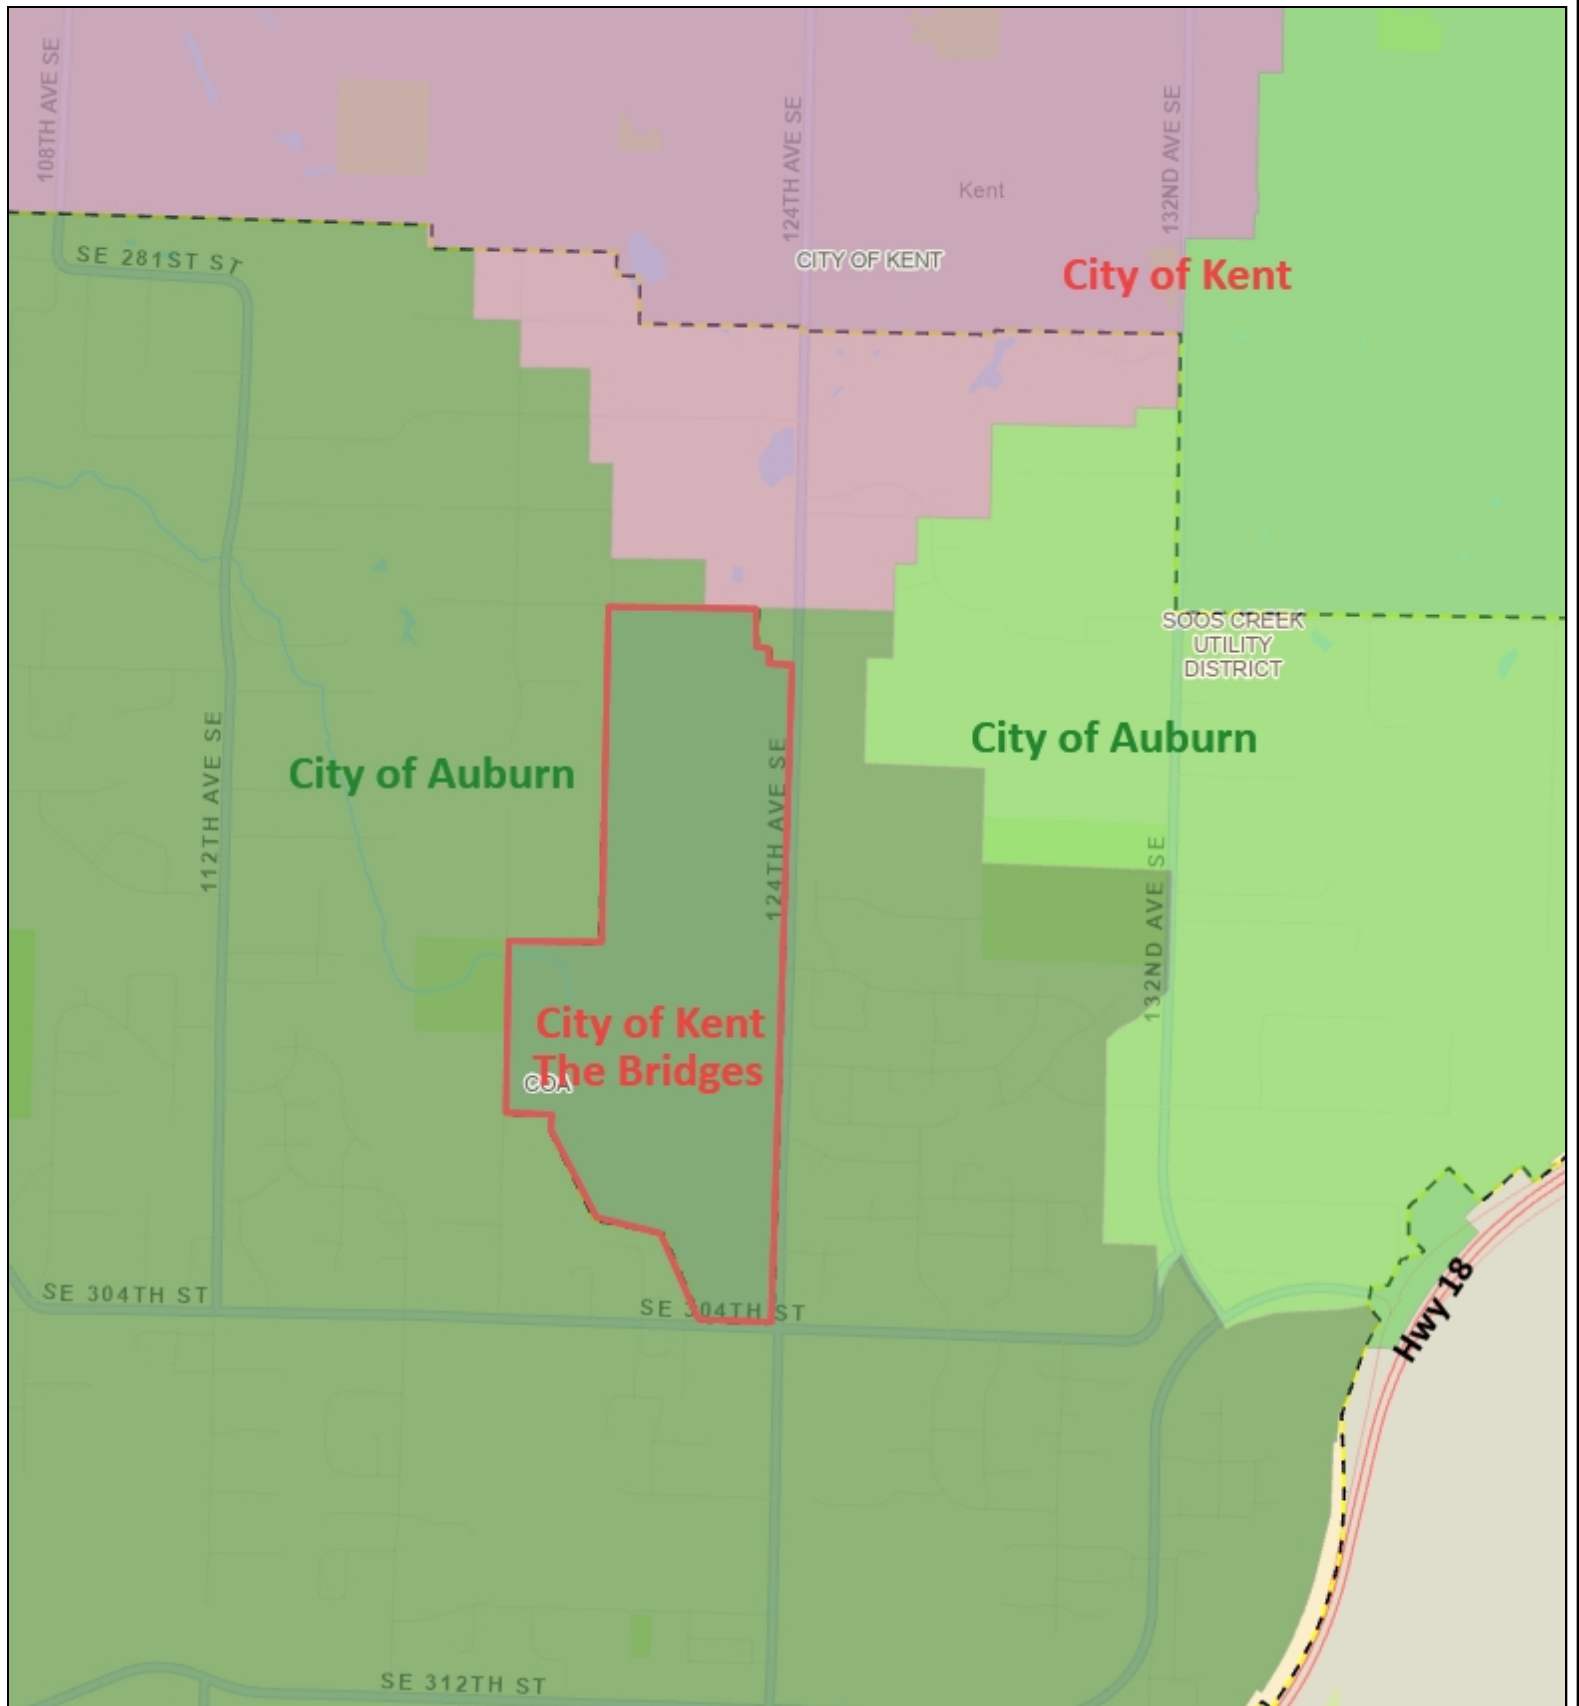 108TH AVE SE
124TH AVE SE
132ND AVE SE
Kent
CITY OF KENT
City of Kent
SE 281ST ST
SOOS CREEK
UTILITY
DISTRICT
City of Auburn
City of Auburn
112TH AVE SE
124TH AVE SE
132ND AVE SE
City of Kent
The Bridges
COA
SE 304TH ST
SE 304TH ST
Hwy 18
SE 312TH ST